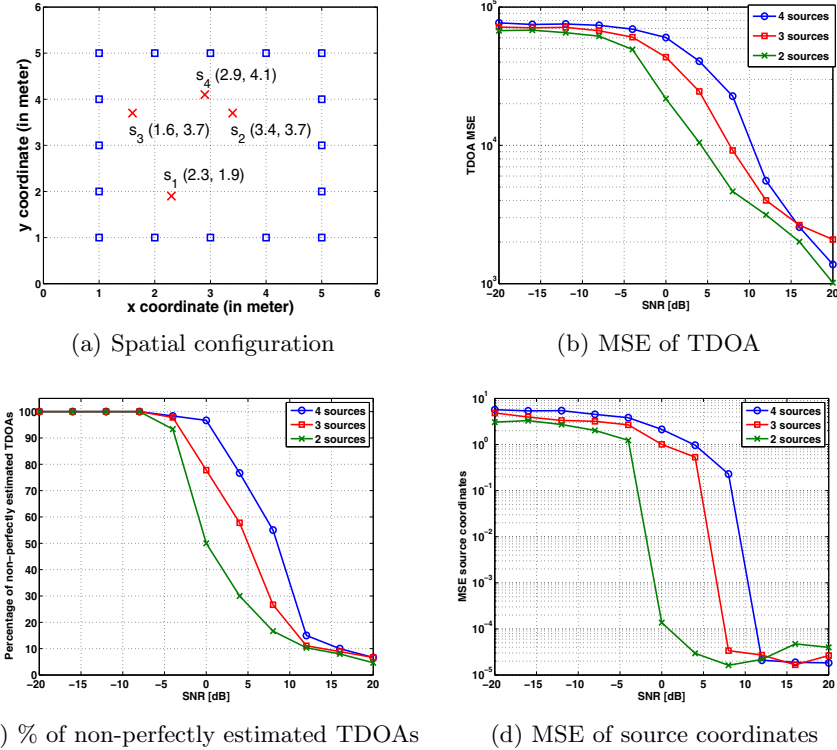 6
5
4
3
2
1
0
0 1 2 3 4 5 6
y coordinate (in meter)
x coordinate (in meter)
s4 (2.9, 4.1)
s3 (1.6, 3.7)
s2 (3.4, 3.7)
s1 (2.3, 1.9)
(a) Spatial configuration
10^5
10^4
10^3
−20 −15 −10 −5 0 5 10 15 20
TDOA MSE
SNR [dB]
4 sources
3 sources
2 sources
(b) MSE of TDOA
100
90
80
70
60
50
40
30
20
10
0
−20 −15 −10 −5 0 5 10 15 20
Percentage of non−perfectly estimated TDOAs
SNR [dB]
4 sources
3 sources
2 sources
) % of non-perfectly estimated TDOAs
10^1
10^0
10^−1
10^−2
10^−3
10^−4
10^−5
−20 −15 −10 −5 0 5 10 15 20
MSE source coordinates
SNR [dB]
4 sources
3 sources
2 sources
(d) MSE of source coordinates